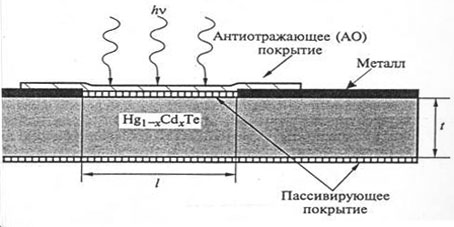 hν
Антиотражающее (АО)
покрытие
Металл
Hg₁₋ₓCdₓTe
t
l
Пассивирующее
покрытие